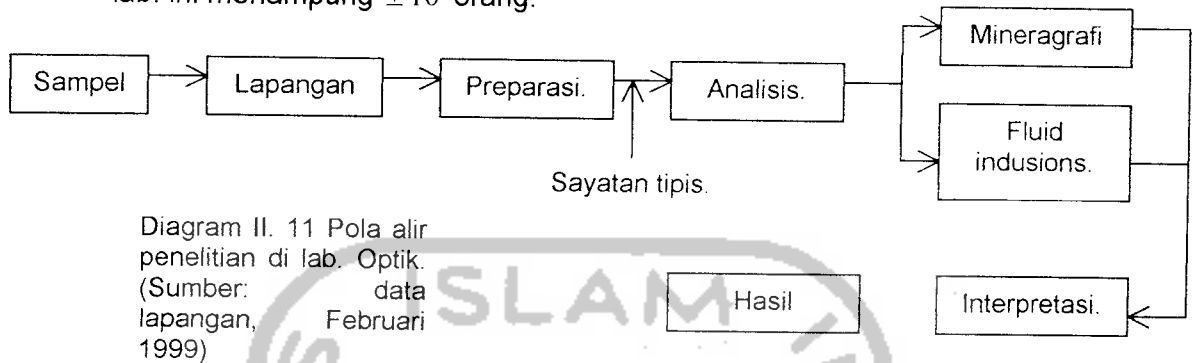 lab. ini menampung ± 10 orang.
Sampel
Lapangan
Preparasi.
Analisis.
Mineragrafi
Fluid
indusions.
Sayatan tipis.
Diagram II. 11 Pola alir
penelitian di lab. Optik.
(Sumber: data
lapangan, Februari
1999)
Hasil
Interpretasi.
ISLAM